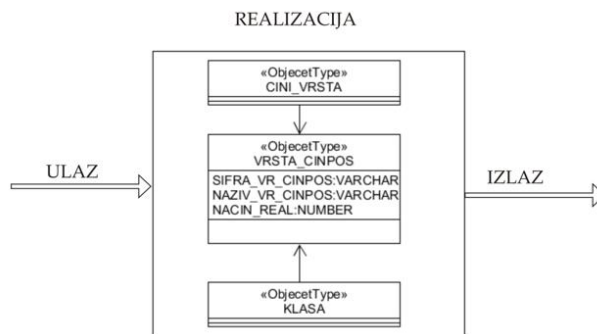 REALIZACIJA
«ObjecetType»
CINI_VRSTA
«ObjecetType»
VRSTA_CINPOS
SIFRA_VR_CINPOS:VARCHAR
NAZIV_VR_CINPOS:VARCHAR
NACIN_REAL:NUMBER
ULAZ
IZLAZ
«ObjecetType»
KLASA